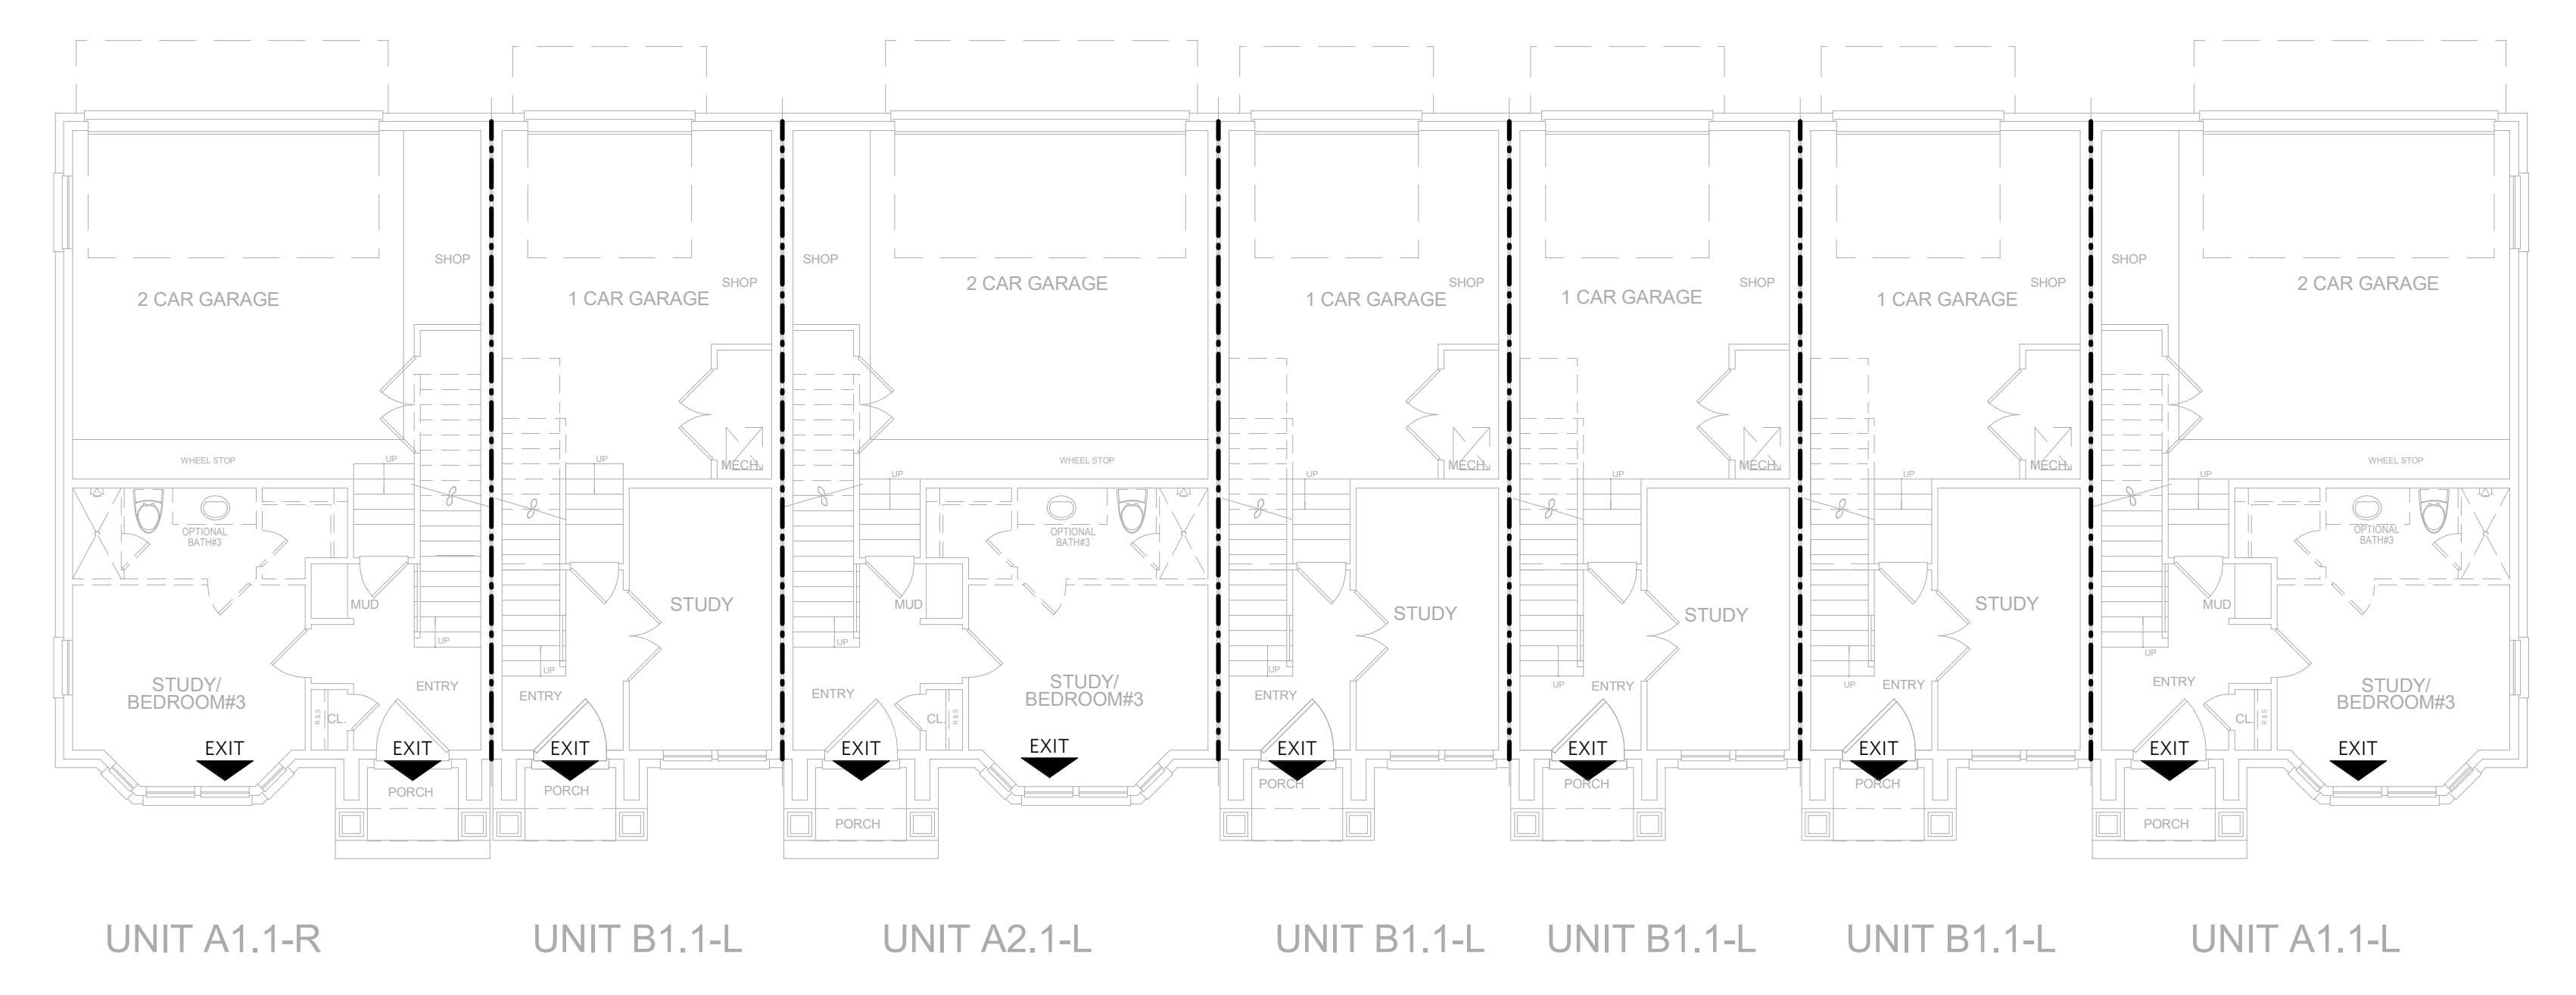 SHOP
2 CAR GARAGE
WHEEL STOP
UP
OPTIONAL
BATH#3
MUD
UP
STUDY/
BEDROOM#3
ENTRY
R&S
CL.
EXIT
EXIT
PORCH
UNIT A1.1-R
SHOP
1 CAR GARAGE
MECH.
UP
STUDY
UP
ENTRY
EXIT
PORCH
UNIT B1.1-L
SHOP
2 CAR GARAGE
WHEEL STOP
UP
OPTIONAL
BATH#3
MUD
UP
STUDY/
BEDROOM#3
ENTRY
CL.
R&S
EXIT
EXIT
PORCH
UNIT A2.1-L
SHOP
1 CAR GARAGE
MECH.
UP
STUDY
UP
ENTRY
EXIT
PORCH
UNIT B1.1-L
SHOP
1 CAR GARAGE
MECH.
UP
STUDY
UP
ENTRY
EXIT
PORCH
UNIT B1.1-L
SHOP
1 CAR GARAGE
MECH.
UP
STUDY
UP
ENTRY
EXIT
PORCH
UNIT B1.1-L
SHOP
2 CAR GARAGE
WHEEL STOP
UP
OPTIONAL
BATH#3
MUD
UP
STUDY/
BEDROOM#3
ENTRY
CL.
R&S
EXIT
EXIT
PORCH
UNIT A1.1-L